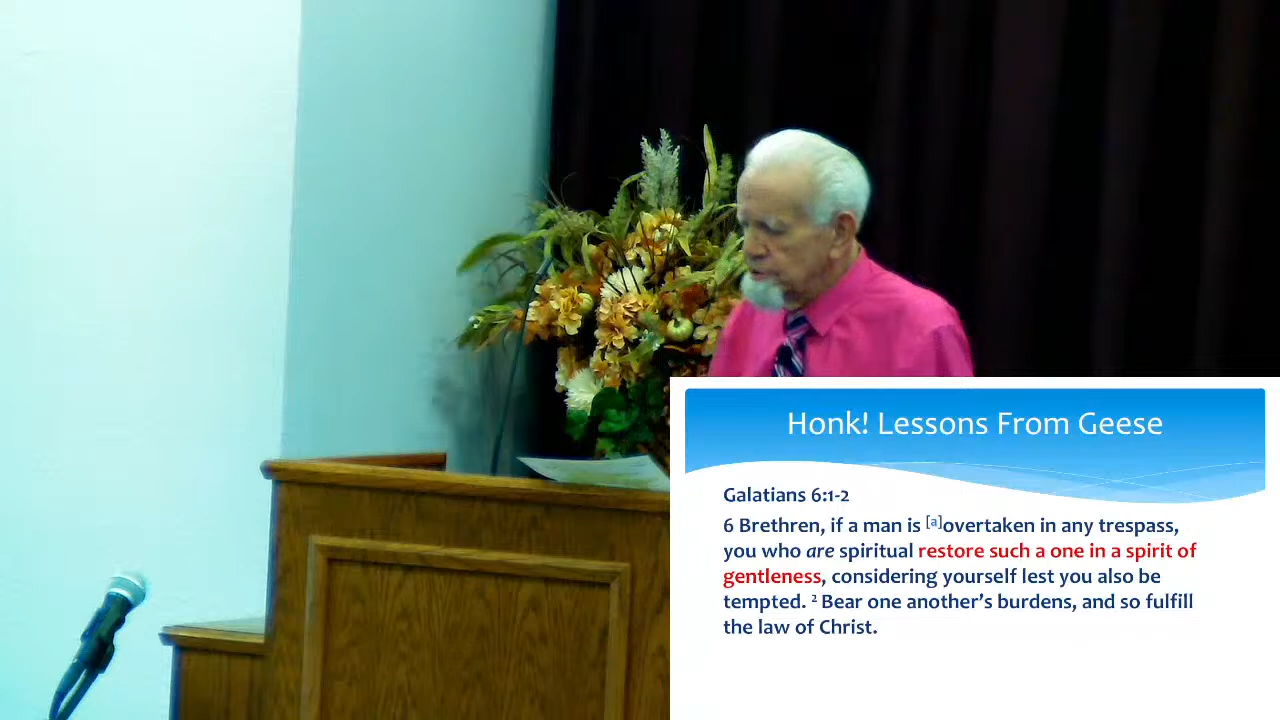 Honk! Lessons From Geese
Galatians 6:1-2
6 Brethren, if a man is [a]overtaken in any trespass,
you who are spiritual restore such a one in a spirit of
gentleness, considering yourself lest you also be
tempted. ² Bear one another’s burdens, and so fulfill
the law of Christ.